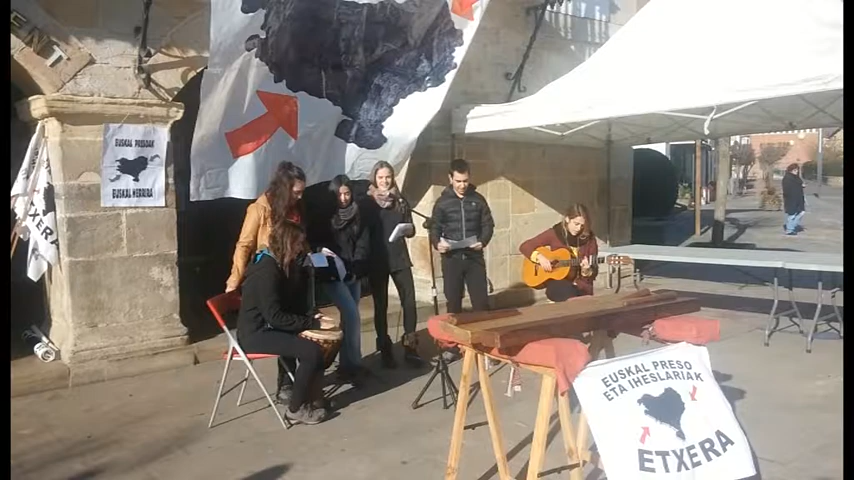 EUSKAL PRESOAK
EUSKAL HERRIRA
ETXERA
EUSKAL PRESO
ETA IHESLARIAK
ETXERA